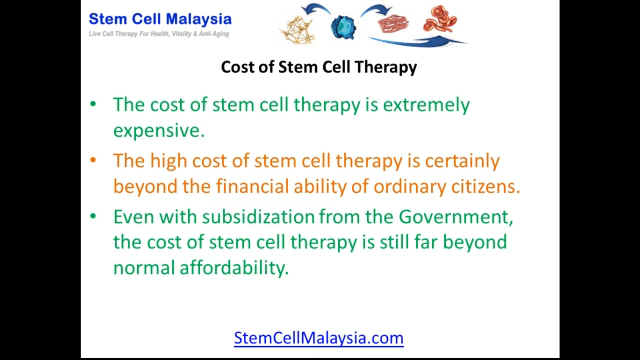 Stem Cell Malaysia
Live Cell Therapy For Health, Vitality & Anti-Aging
Cost of Stem Cell Therapy
• The cost of stem cell therapy is extremely
expensive.
• The high cost of stem cell therapy is certainly
beyond the financial ability of ordinary citizens.
• Even with subsidization from the Government,
the cost of stem cell therapy is still far beyond
normal affordability.
StemCellMalaysia.com